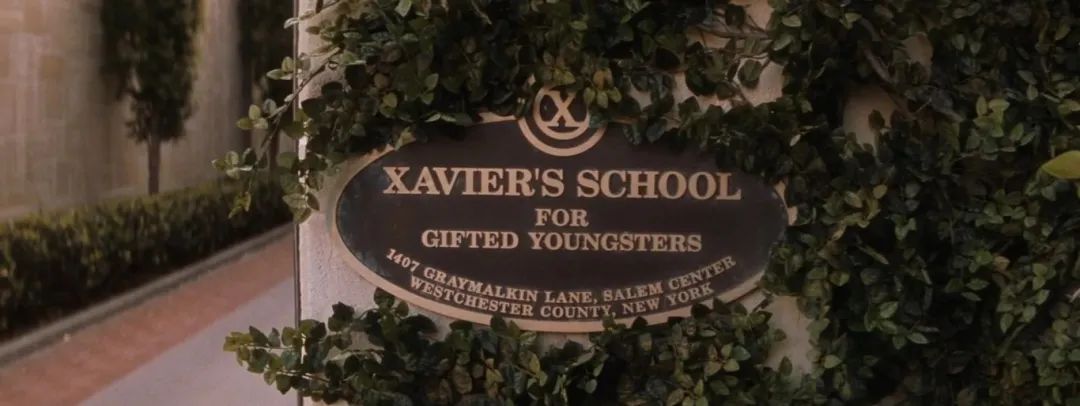 X
XAVIER'S SCHOOL
FOR
GIFTED YOUNGSTERS
1407 GRAYMALKIN LANE, SALEM CENTER
WESTCHESTER COUNTY, NEW YORK